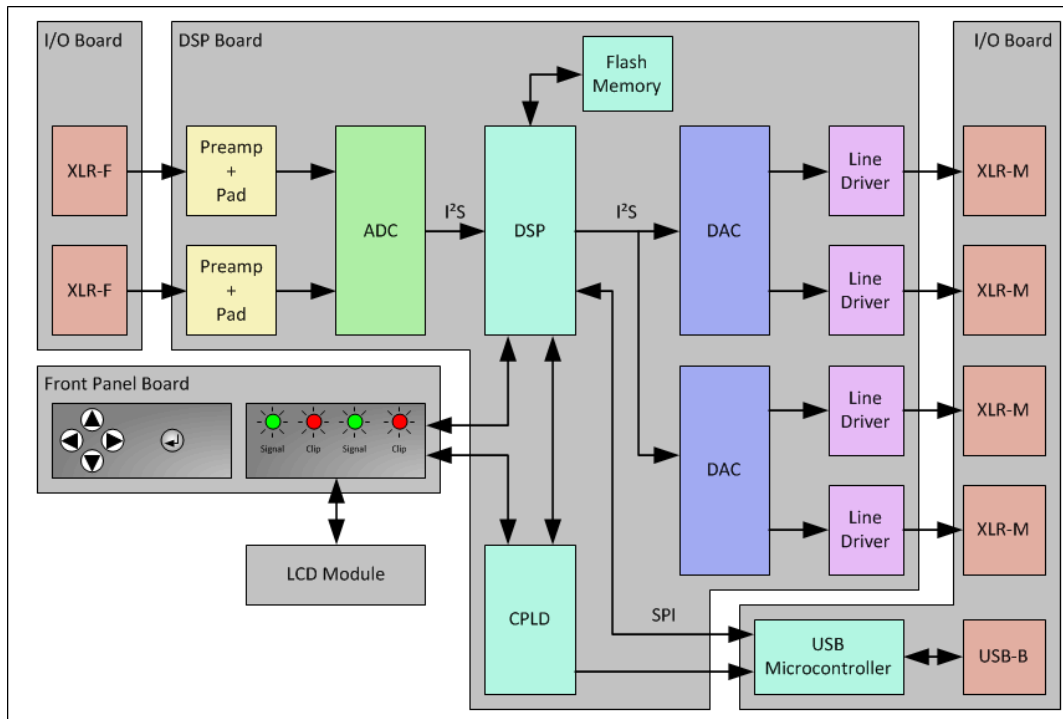 I/O Board
DSP Board
I/O Board
Flash
Memory
XLR-F
Preamp
+
Pad
ADC
I²S
DSP
I²S
DAC
Line
Driver
XLR-M
XLR-F
Preamp
+
Pad
Line
Driver
XLR-M
Front Panel Board
Signal
Clip
Signal
Clip
DAC
Line
Driver
XLR-M
Line
Driver
XLR-M
LCD Module
CPLD
SPI
USB
Microcontroller
USB-B